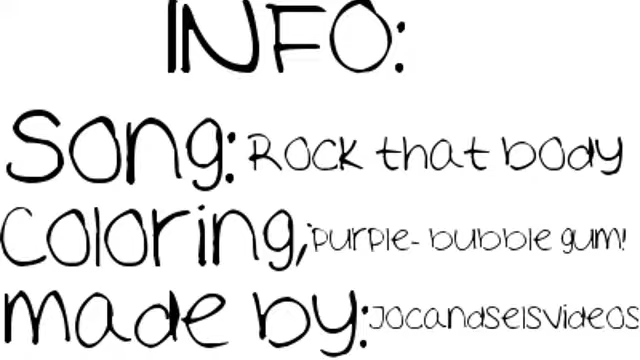 INFO:
Song: Rock that body
Coloring; purple- bubble gum!
made by: Jocandselsvideos